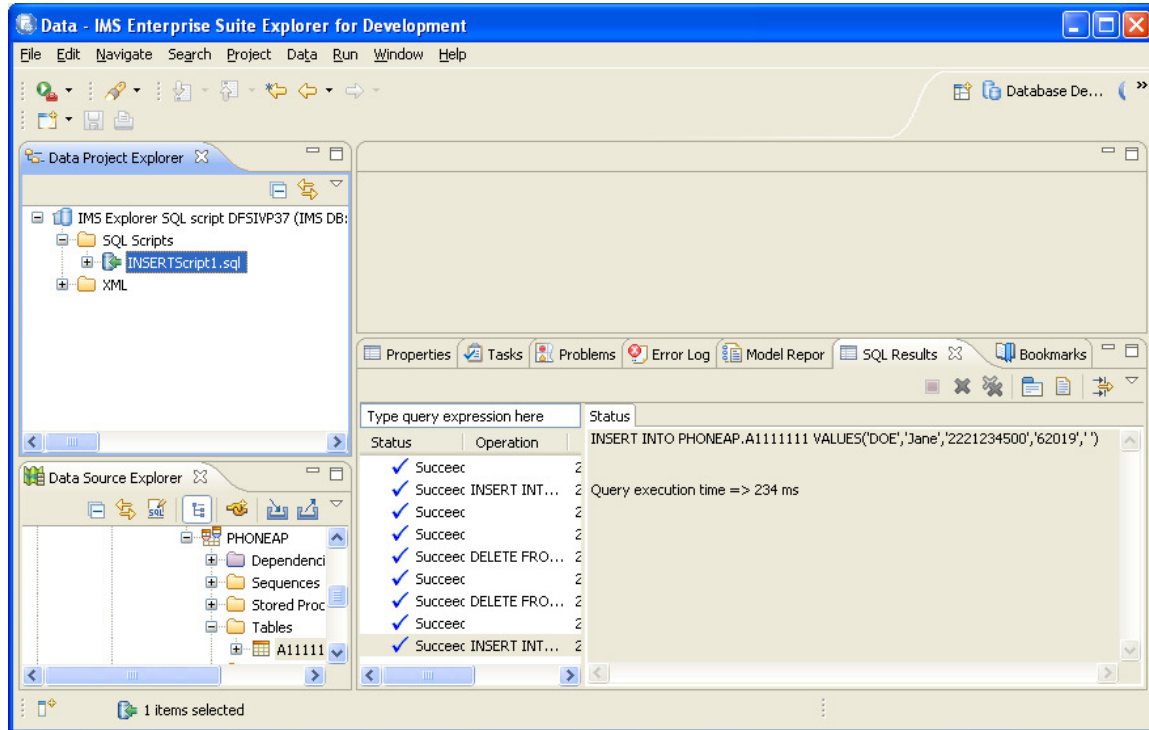 Data - IMS Enterprise Suite Explorer for Development
File Edit Navigate Search Project Data Run Window Help
Database De...
Data Project Explorer
IMS Explorer SQL script DFSIVP37 (IMS DB:
SQL Scripts
INSERTScript1.sql
XML
Properties Tasks Problems Error Log Model Repor SQL Results Bookmarks
Type query expression here
Status Operation
Succeec 2
Succeec INSERT INT... 2
Succeec 2
Succeec 2
Succeec DELETE FRO... 2
Succeec 2
Succeec DELETE FRO... 2
Succeec 2
Succeec INSERT INT... 2
Status
INSERT INTO PHONEAP.A1111111 VALUES('DOE','Jane','2221234500','62019',' ')
Query execution time => 234 ms
Data Source Explorer
SQL
PHONEAP
Dependenci
Sequences
Stored Proc
Tables
A11111
1 items selected